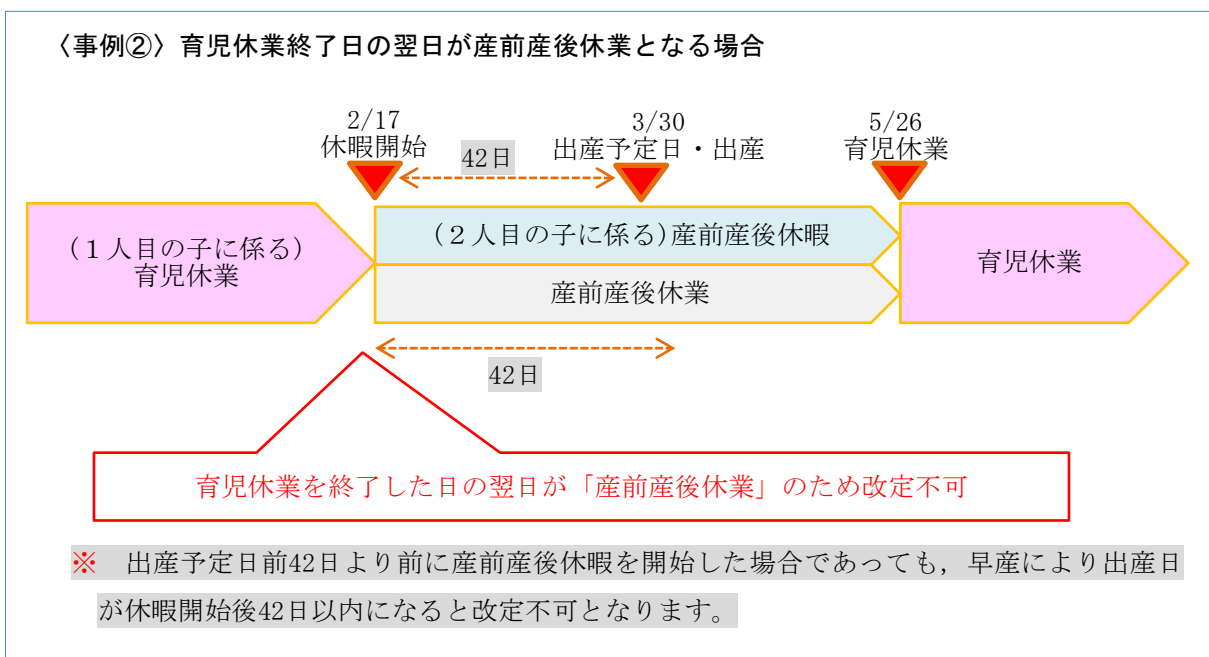 〈事例②〉育児休業終了日の翌日が産前産後休業となる場合
2/17
休暇開始
42日
3/30
出産予定日・出産
5/26
育児休業
(１人目の子に係る)
育児休業
(２人目の子に係る)産前産後休暇
産前産後休業
育児休業
42日
育児休業を終了した日の翌日が「産前産後休業」のため改定不可
※　出産予定日前42日より前に産前産後休暇を開始した場合であっても，早産により出産日
が休暇開始後42日以内になると改定不可となります。